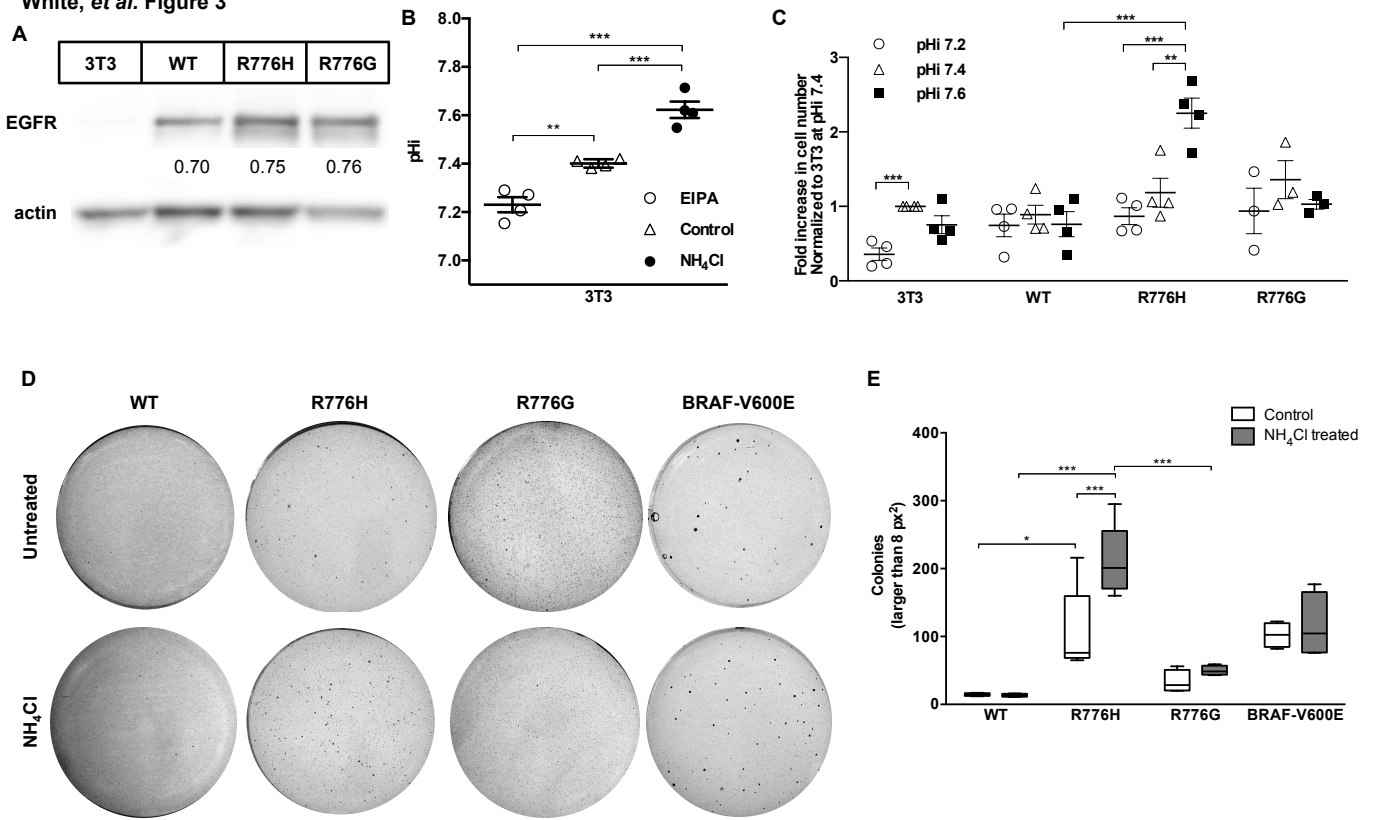 White, et al. Figure 3
A
3T3 WT R776H R776G
EGFR
0.70 0.75 0.76
actin
B
8.0
7.8
7.6
7.4
7.2
7.0
pHi
***
***
**
EIPA
Control
NH4Cl
3T3
C
pHi 7.2
pHi 7.4
pHi 7.6
***
***
**
***
3
2
1
0
Fold increase in cell number
Normalized to 3T3 at pHi 7.4
3T3 WT R776H R776G
D
WT R776H R776G BRAF-V600E
Untreated
NH4Cl
E
Control
NH4Cl treated
400
300
200
100
0
Colonies
(larger than 8 px2)
***
***
***
*
WT R776H R776G BRAF-V600E